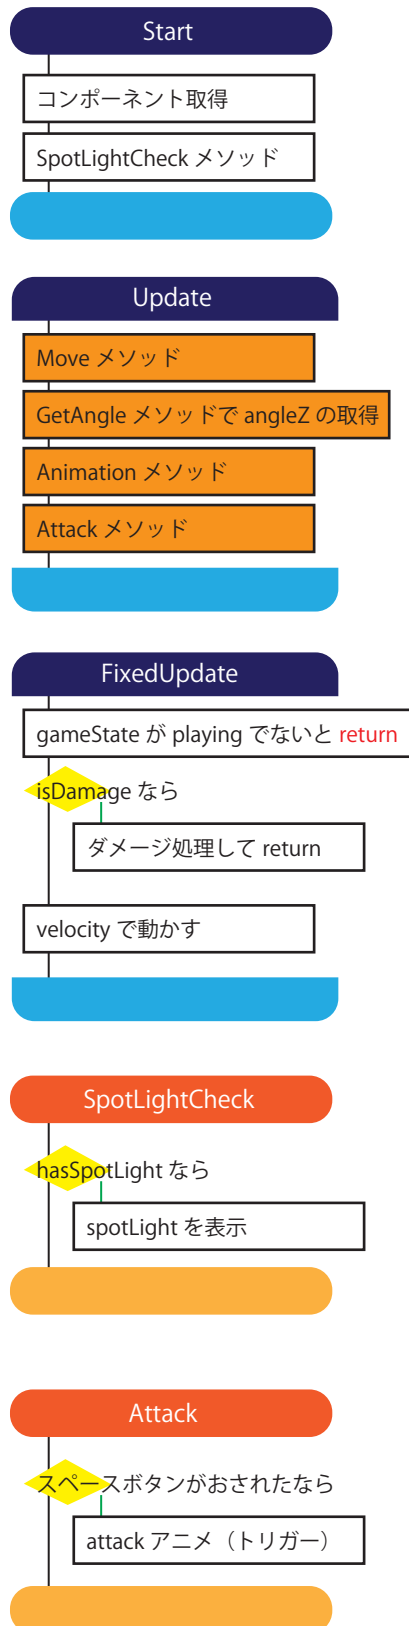 Start
コンポーネント取得
SpotLightCheck メソッド
Update
Move メソッド
GetAngle メソッドで angleZ の取得
Animation メソッド
Attack メソッド
FixedUpdate
gameState が playing でないと return
isDamage なら
ダメージ処理して return
velocity で動かす
SpotLightCheck
hasSpotLight なら
spotLight を表示
Attack
スペースボタンがおされたなら
attack アニメ（トリガー）